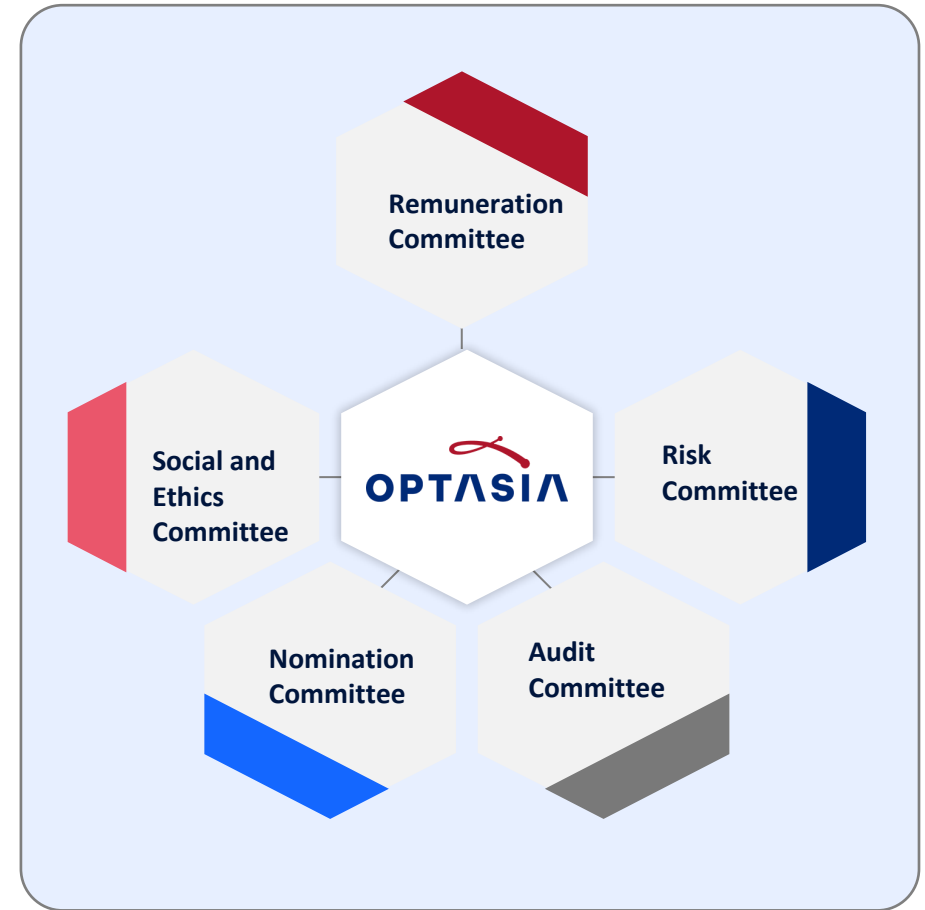 Remuneration
Committee
Social and
Ethics
Committee
OPTASIA
Risk
Committee
Nomination
Committee
Audit
Committee